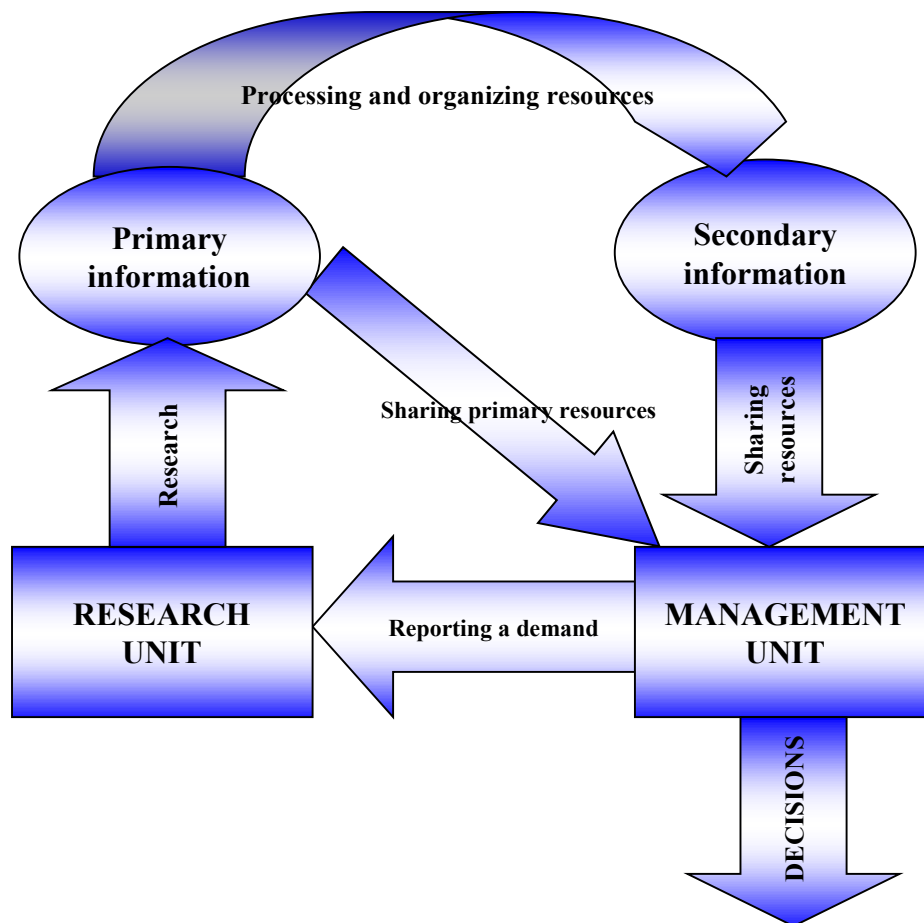 Processing and organizing resources
Primary
information
Secondary
information
Sharing primary resources
Sharing
resources
Research
RESEARCH
UNIT
Reporting a demand
MANAGEMENT
UNIT
DECISIONS